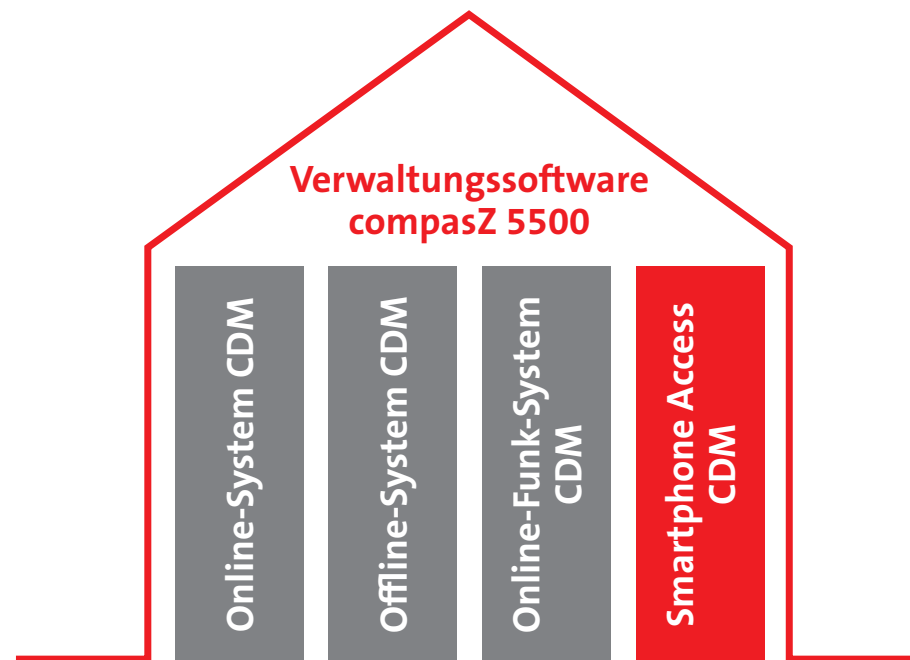 Verwaltungssoftware
compasZ 5500
Online-System CDM
Offline-System CDM
Online-Funk-System
CDM
Smartphone Access
CDM